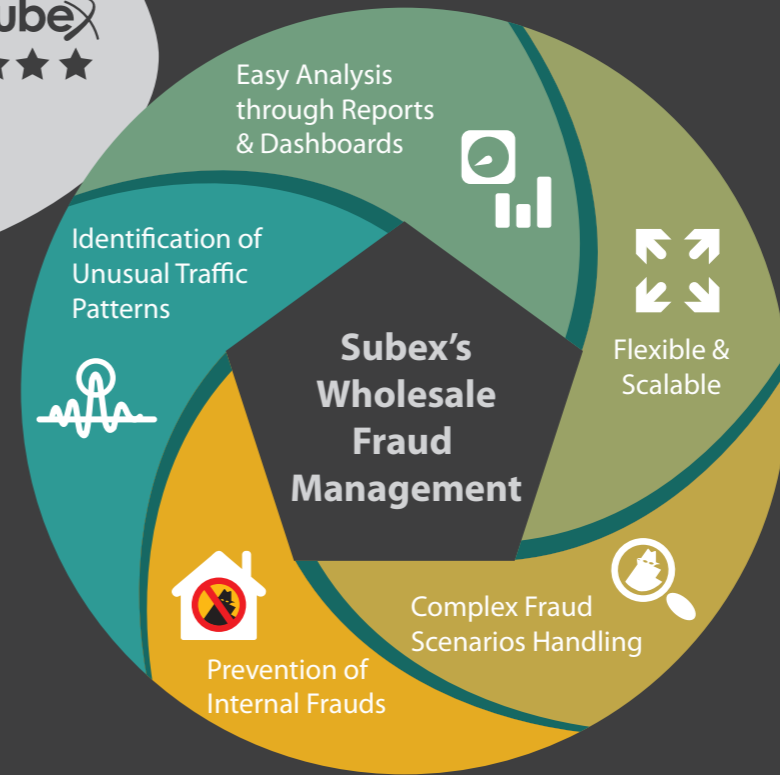 ubex
Easy Analysis
through Reports
& Dashboards
Identification of
Unusual Traffic
Patterns
Flexible &
Scalable
Subex’s
Wholesale
Fraud
Management
Complex Fraud
Scenarios Handling
Prevention of
Internal Frauds